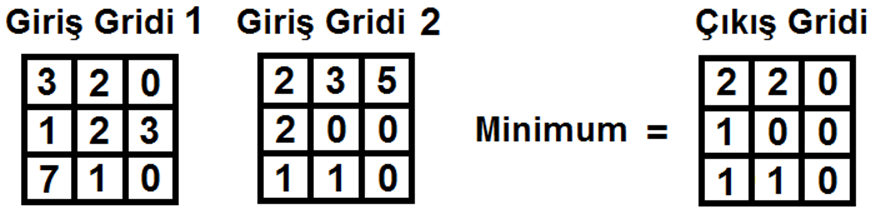 Giriş Gridi 1 Giriş Gridi 2 Çıkış Gridi
3 2 0 2 3 5 2 2 0
1 2 3 2 0 0 Minimum = 1 0 0
7 1 0 1 1 0 1 1 0